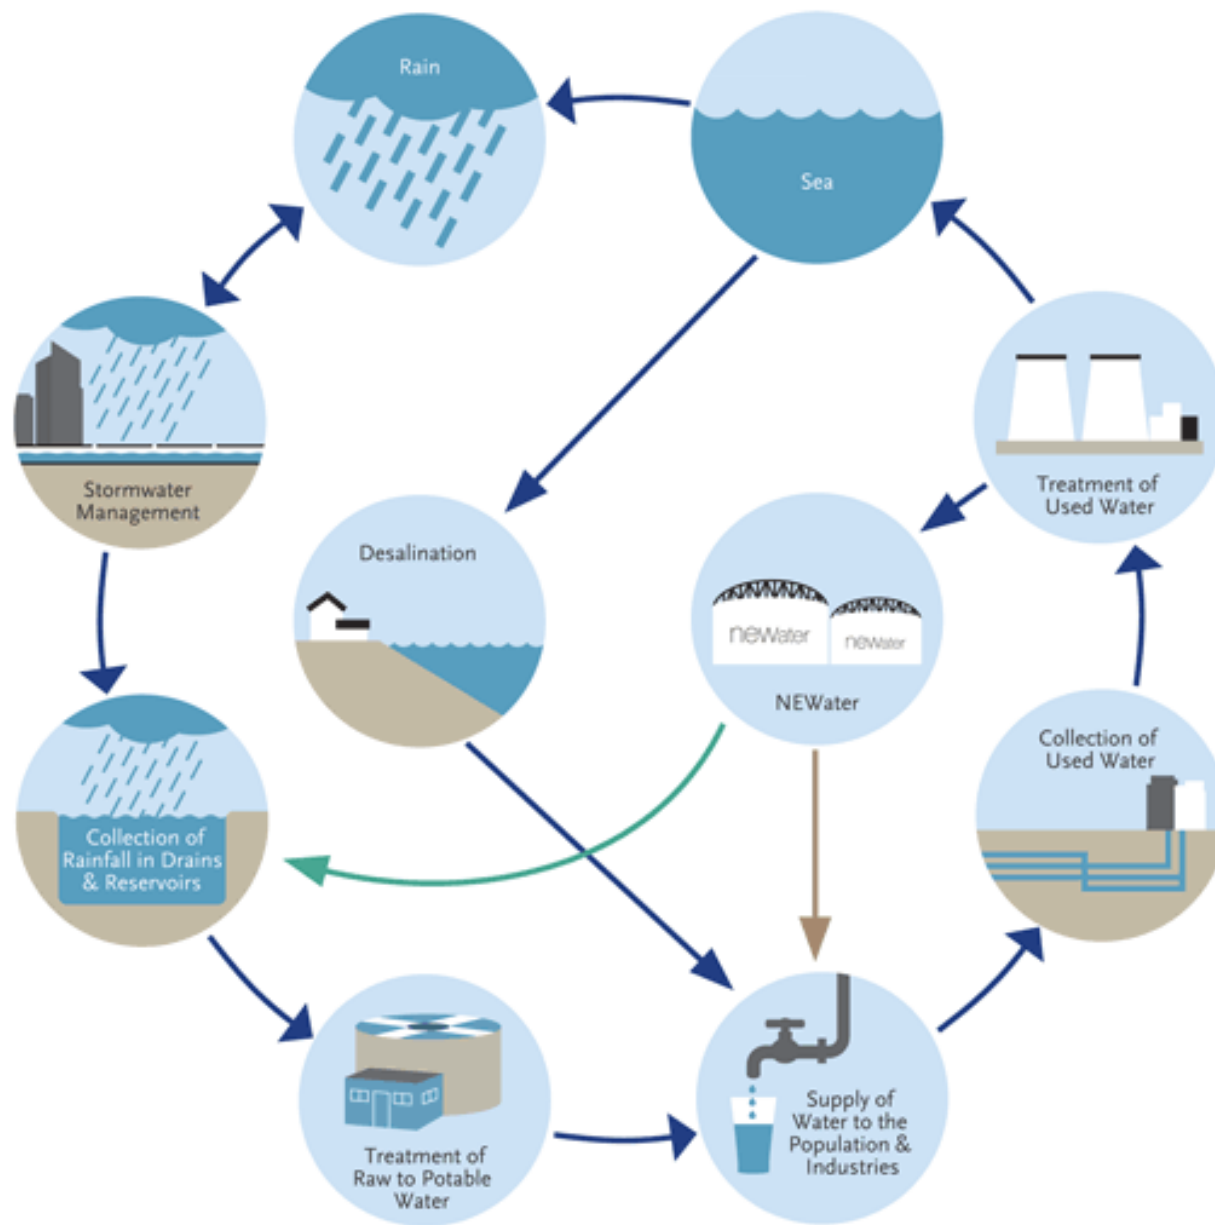 Rain
Sea
Stormwater
Management
Treatment of
Used Water
Desalination
newater
newater
NEWater
Collection of
Used Water
Collection of
Rainfall in Drains
& Reservoirs
Treatment of
Raw to Potable
Water
Supply of
Water to the
Population &
Industries